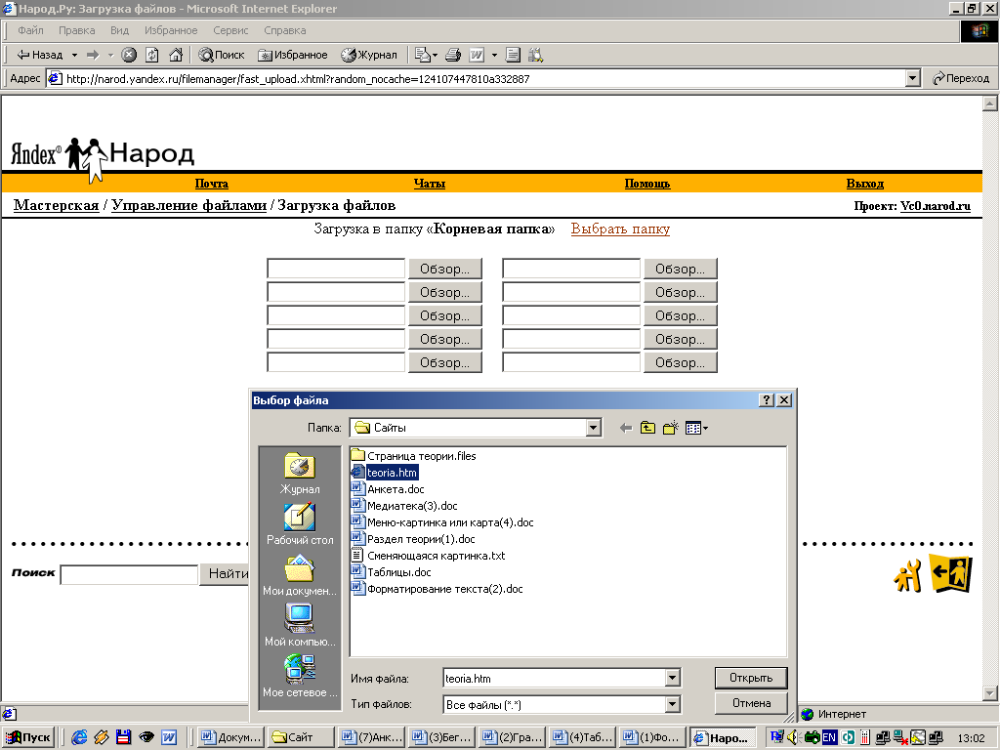 Народ.Ру: Загрузка файлов - Microsoft Internet Explorer
Файл Правка Вид Избранное Сервис Справка
Назад Поиск Избранное Журнал
Адрес http://narod.yandex.ru/filemanager/fast_upload.xhtml?random_nocache=124107447810a332887 Переход
Яndex® Народ
Почта Чаты Помощь Выход
Мастерская / Управление файлами / Загрузка файлов Проект: Vc0.narod.ru
Загрузка в папку «Корневая папка» Выбрать папку
Обзор... Обзор...
Обзор... Обзор...
Обзор... Обзор...
Обзор... Обзор...
Обзор... Обзор...
Выбор файла
Папка: Сайты
Журнал
Рабочий стол
Мои докумен...
Мой компью...
Мое сетевое ...
Страница теории.files
teoria.htm
Анкета.doc
Медиатека(3).doc
Меню-картинка или карта(4).doc
Раздел теории(1).doc
Сменяющаяся картинка.txt
Таблицы.doc
Форматирование текста(2).doc
Имя файла: teoria.htm Открыть
Тип файлов: Все файлы (*.*) Отмена
Поиск Найти
Интернет
Пуск Докум... Сайт (7)Анк... (3)Бег... (2)Гра... (4)Таб... (1)Фо... Наро... EN 13:02